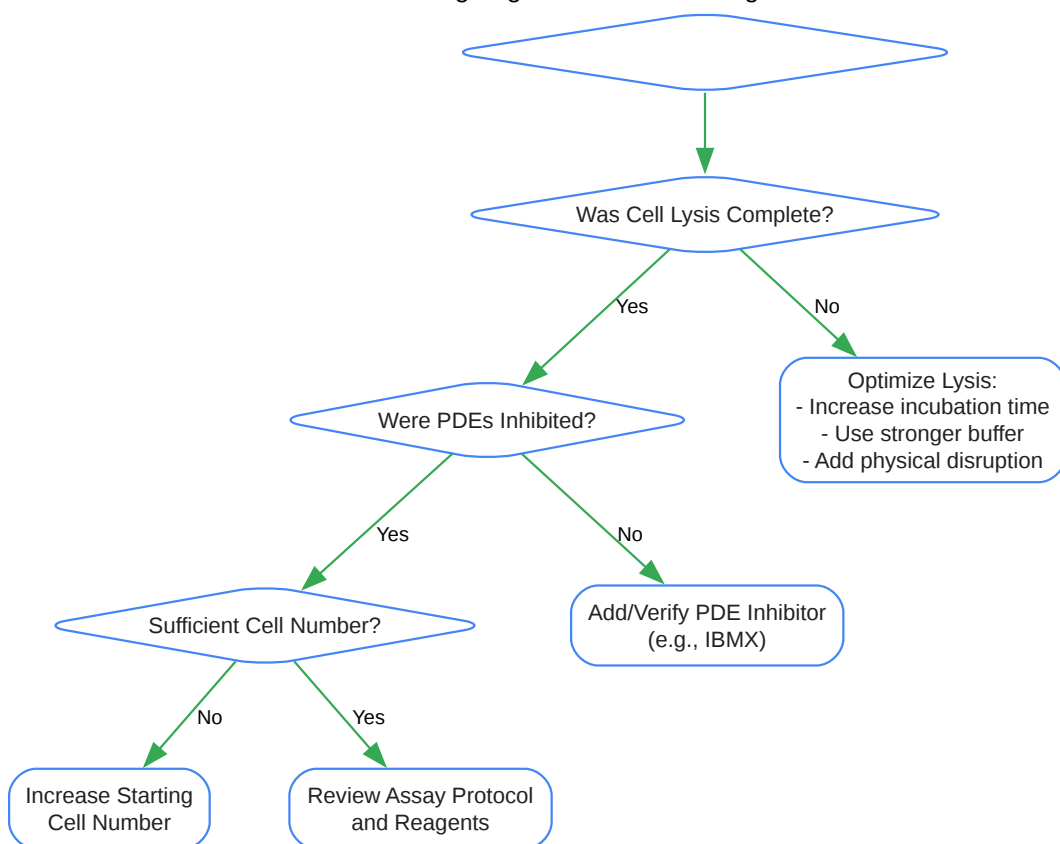 Was Cell Lysis Complete?
Yes
No
Optimize Lysis:
- Increase incubation time
- Use stronger buffer
- Add physical disruption
Were PDEs Inhibited?
Yes
No
Add/Verify PDE Inhibitor
(e.g., IBMX)
Sufficient Cell Number?
No
Yes
Increase Starting
Cell Number
Review Assay Protocol
and Reagents